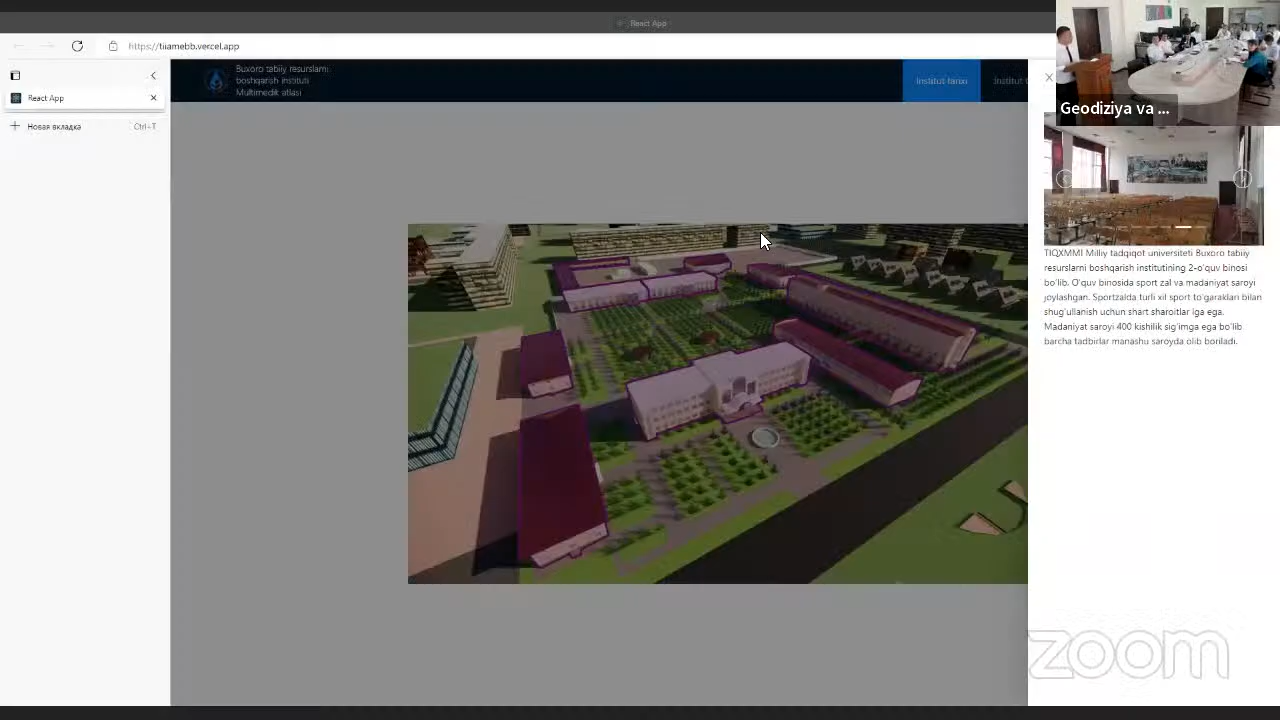 React App
https://tiiamebb.vercel.app
React App
Новая вкладка
Ctrl+T
Buxoro tabiiy resurslarni
boshqarish instituti
Multimedik atlasi
Institut tarixi
Institut
Geodiziya va ...
TIQXMMI Milliy tadqiqot universiteti Buxoro tabiiy
resurslarni boshqarish institutining 2-o'quv binosi
bo'lib. O'quv binosida sport zal va madaniyat saroyi
joylashgan. Sportzalda turli xil sport to'garaklari bilan
shug'ullanish uchun shart sharoitlar iga ega.
Madaniyat saroyi 400 kishilik sig'imga ega bo'lib
barcha tadbirlar manashu saroyda olib boriladi.
zoom